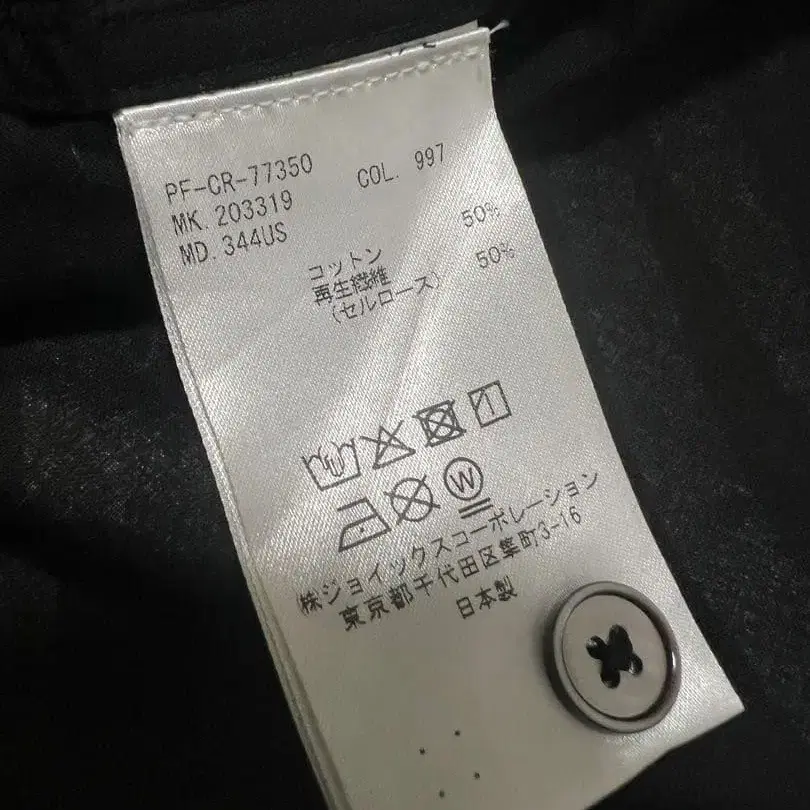 PF-CR-77350 COL. 997
MK. 203319
MD. 344US
コットン 50%
再生繊維 50%
(セルロース)
W
(株)ジョイックスコーポレーション
東京都千代田区隼町3-16
日本製